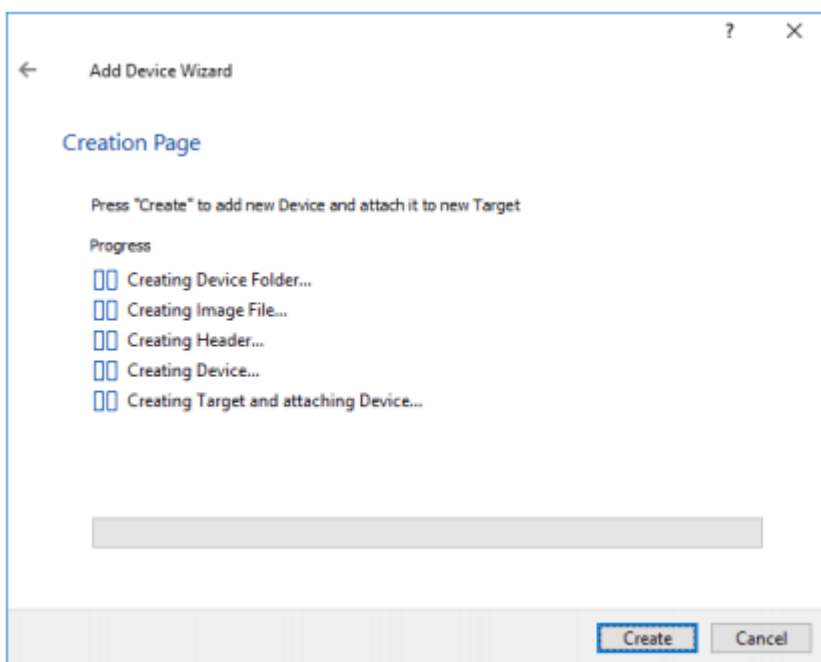 ?
Add Device Wizard
Creation Page
Press "Create" to add new Device and attach it to new Target
Progress
Creating Device Folder...
Creating Image File...
Creating Header...
Creating Device...
Creating Target and attaching Device...
Create Cancel